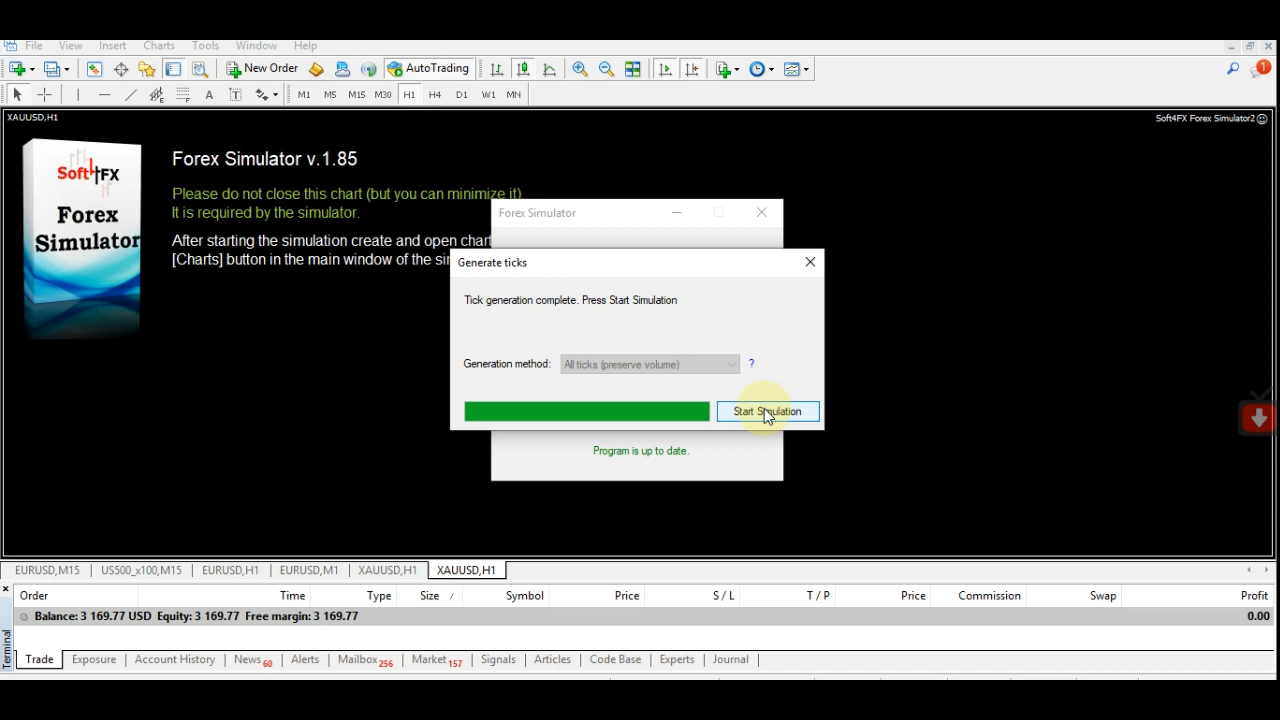 File View Insert Charts Tools Window Help
New Order AutoTrading 1
A T M1 M5 M15 M30 H1 H4 D1 W1 MN
XAUUSD,H1 Soft4FX Forex Simulator2
Soft4FX
Forex
Simulator
Forex Simulator v.1.85
Please do not close this chart (but you can minimize it).
It is required by the simulator.
After starting the simulation create and open chart
[Charts] button in the main window of the si
Forex Simulator
Generate ticks
Tick generation complete. Press Start Simulation
Generation method: All ticks (preserve volume) ?
Start Simulation
Program is up to date.
EURUSD,M15 US500_x100,M15 EURUSD,H1 EURUSD,M1 XAUUSD,H1 XAUUSD,H1
Order Time Type Size / Symbol Price S / L T / P Price Commission Swap Profit
Balance: 3 169.77 USD Equity: 3 169.77 Free margin: 3 169.77 0.00
Terminal
Trade Exposure Account History News 60 Alerts Mailbox 256 Market 157 Signals Articles Code Base Experts Journal